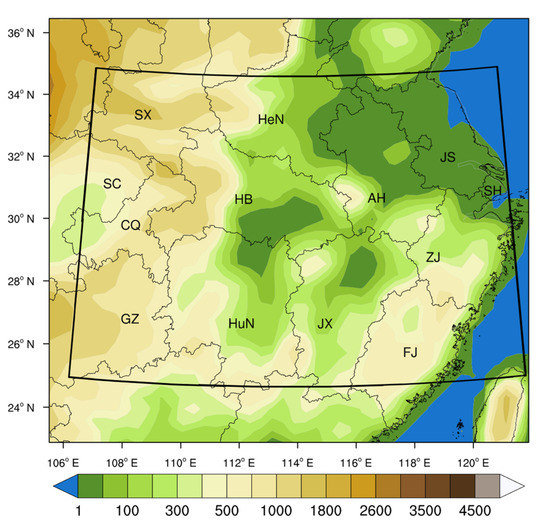 36° N
34° N
SX
HeN
32° N
JS
SC
SH
HB
AH
30° N
CQ
ZJ
28° N
GZ
HuN
JX
26° N
FJ
24° N
106° E 108° E 110° E 112° E 114° E 116° E 118° E 120° E
1 100 300 500 1000 1800 2600 3500 4500